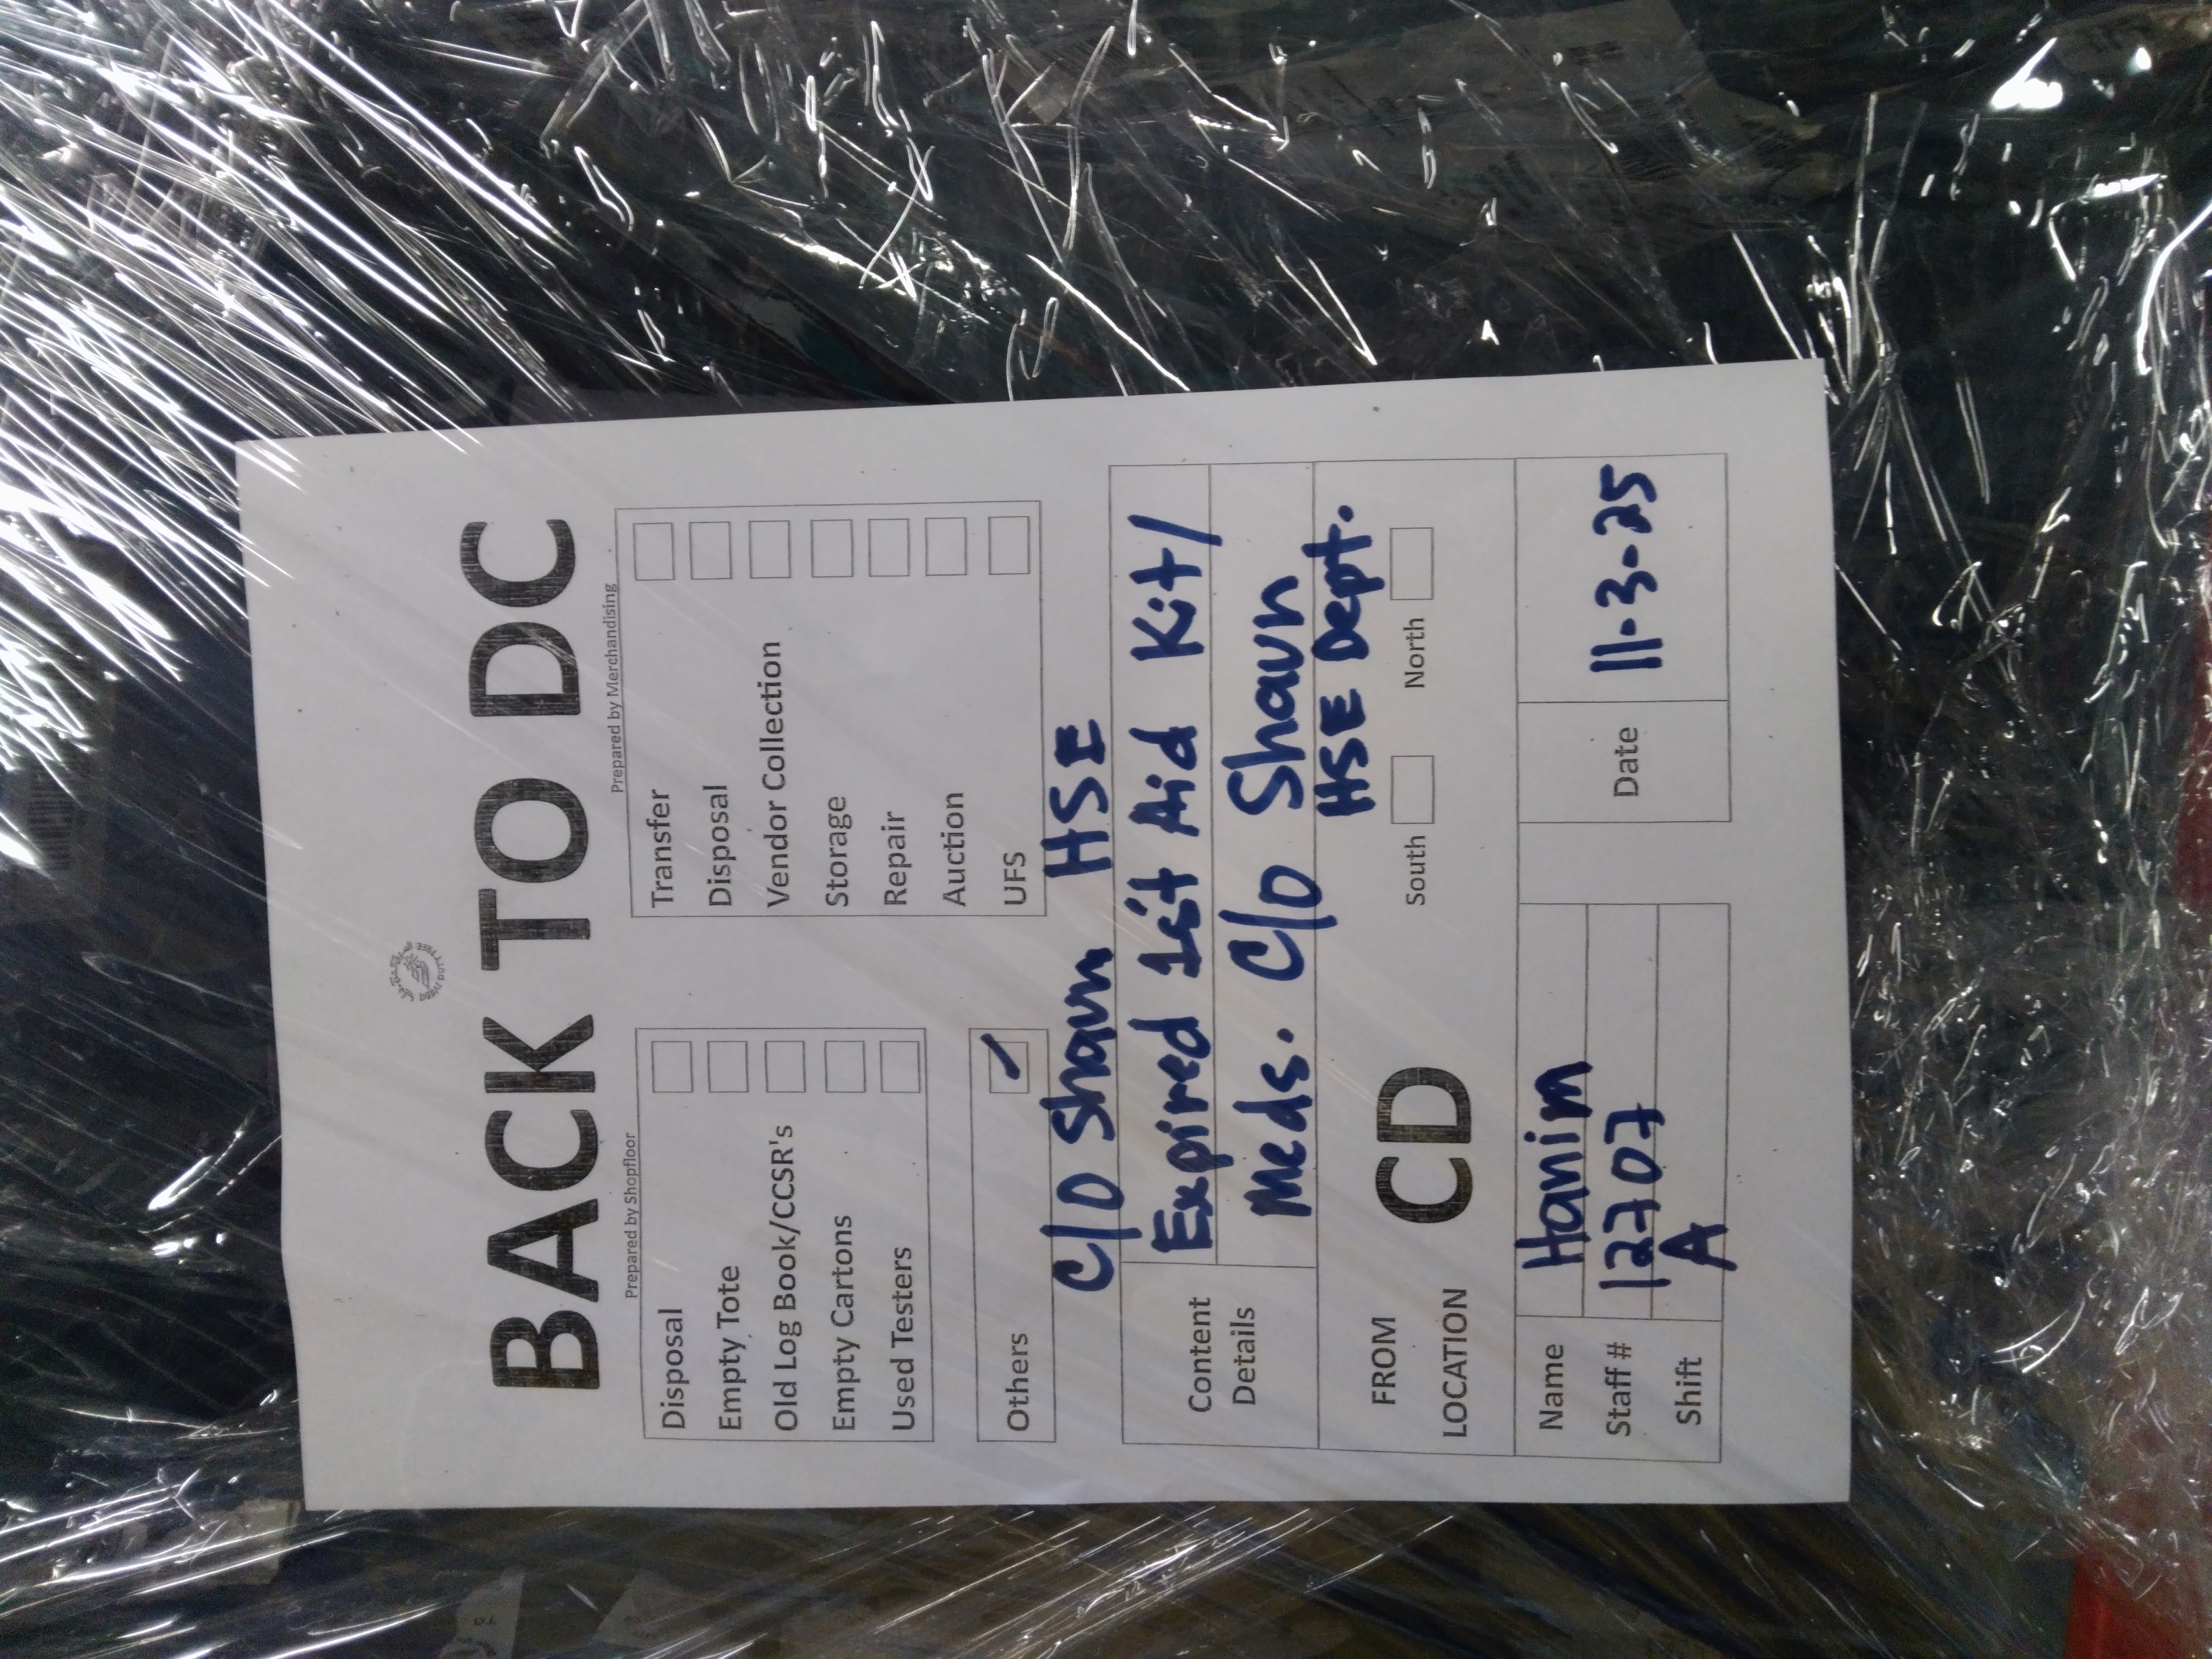 BACK TO DC
Prepared by Shopfloor
Disposal
Empty Tote
Old Log Book/CCSR's
Empty Cartons
Used Testers
Others
Prepared by Merchandising
Transfer
Disposal
Vendor Collection
Storage
Repair
Auction
UFS
C/O Shaun HSE
Content Details
Expired 1st Aid Kit/
Meds. C/O Shaun
HSE Dept.
FROM LOCATION
CD
South
North
Name Hanim
Staff # 12707
Shift A
Date 11-3-25